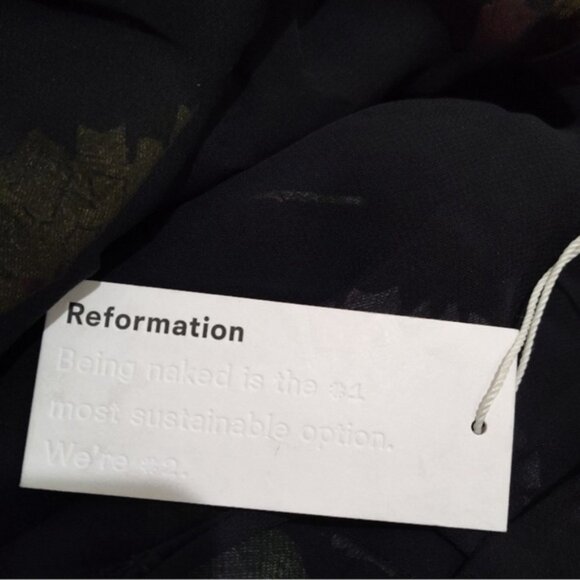 Reformation
Being naked is the #1
most sustainable option.
We're #2.